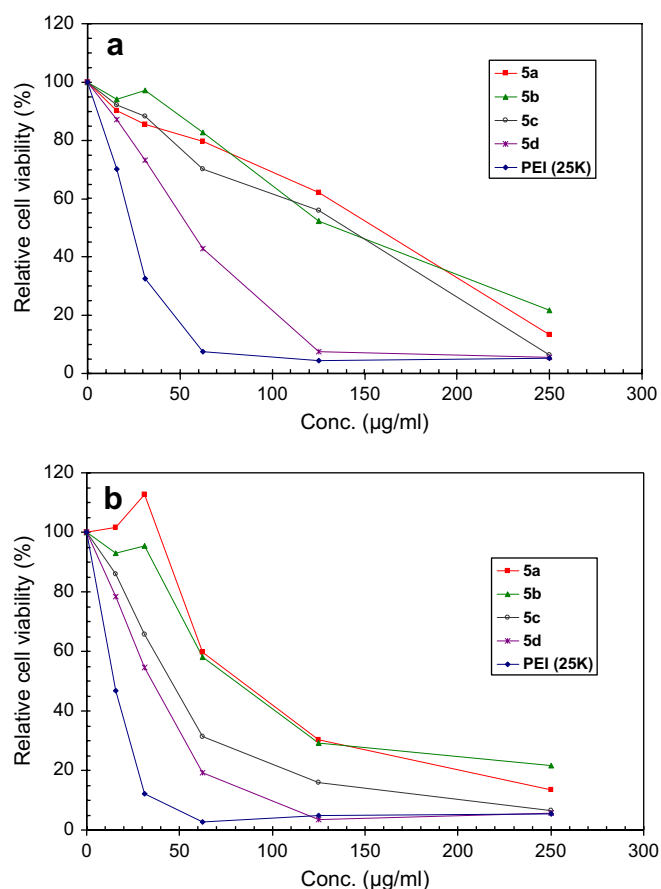 a
120
100
80
60
40
20
0
Relative cell viability (%)
5a
5b
5c
5d
PEI (25K)
0 50 100 150 200 250 300
Conc. (µg/ml)
b
120
100
80
60
40
20
0
Relative cell viability (%)
5a
5b
5c
5d
PEI (25K)
0 50 100 150 200 250 300
Conc. (µg/ml)